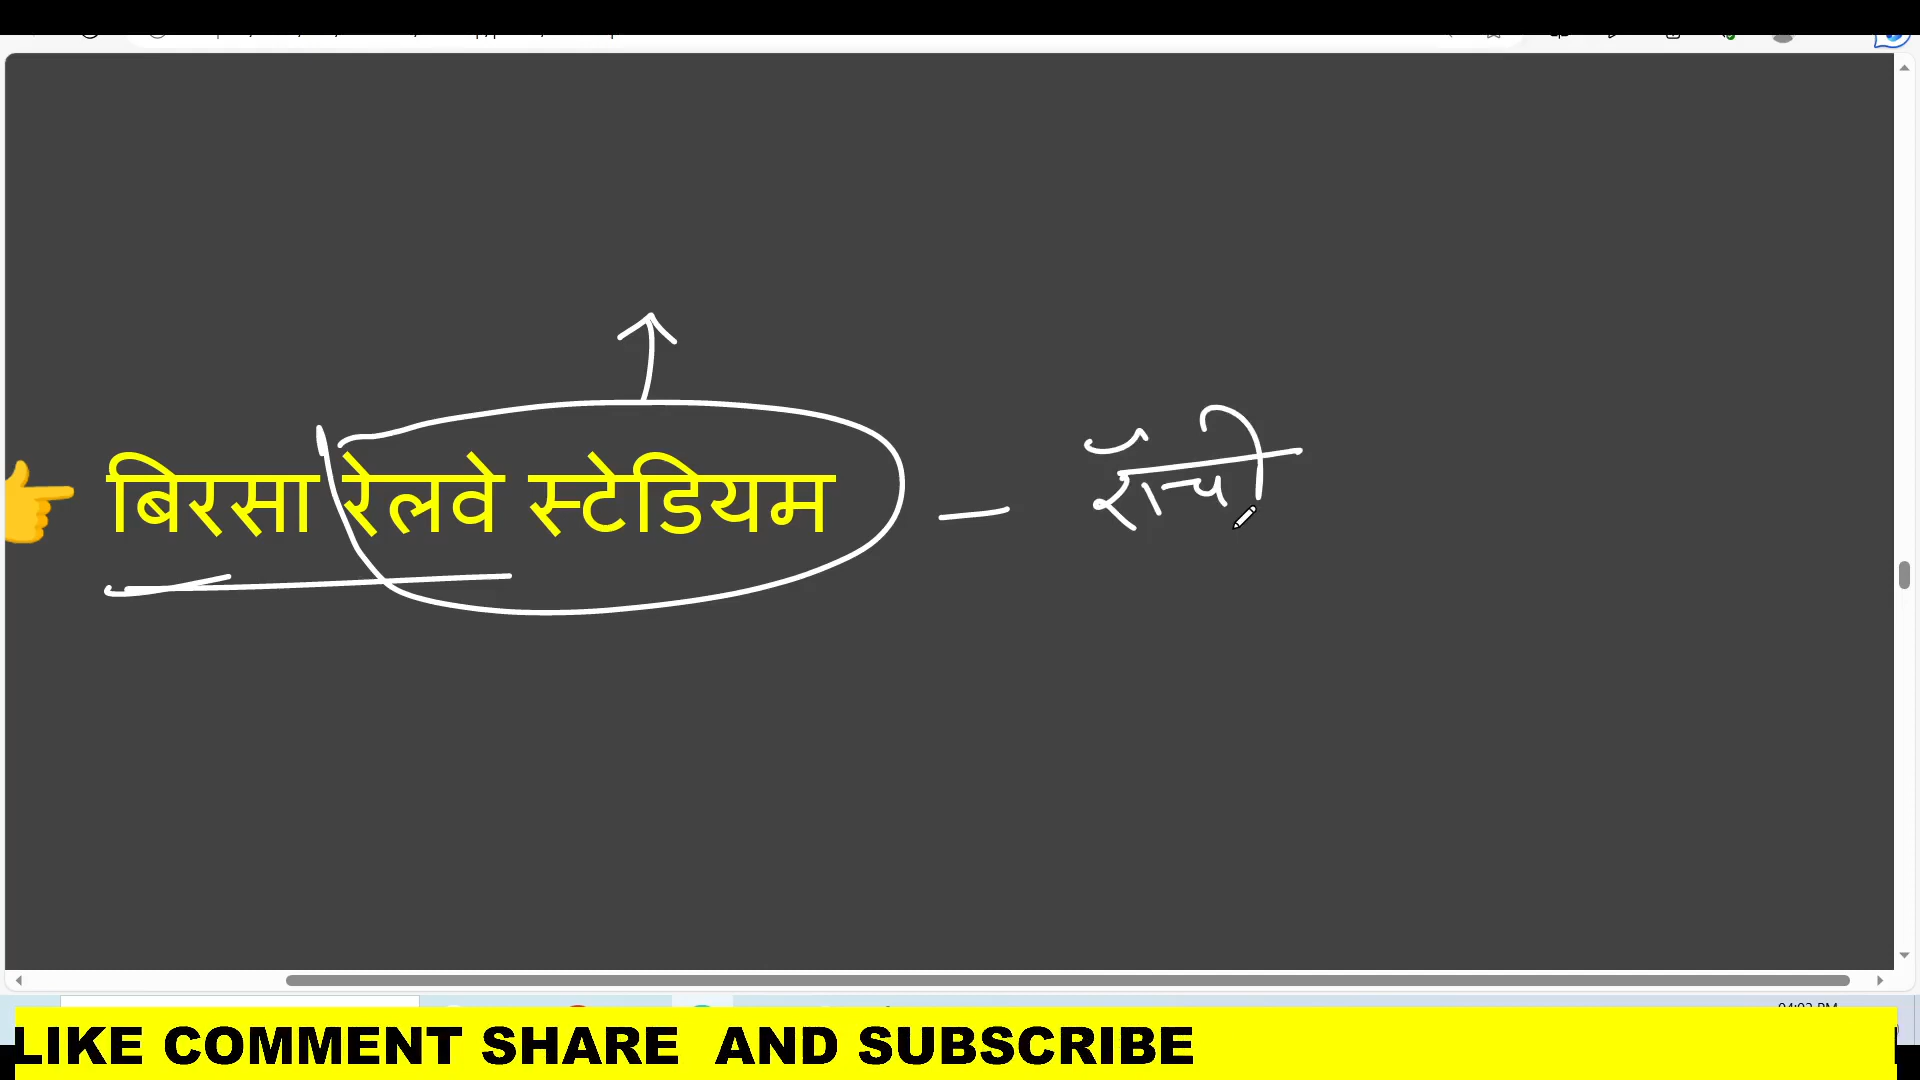 बिरसा रेलवे स्टेडियम – राँची
LIKE COMMENT SHARE AND SUBSCRIBE